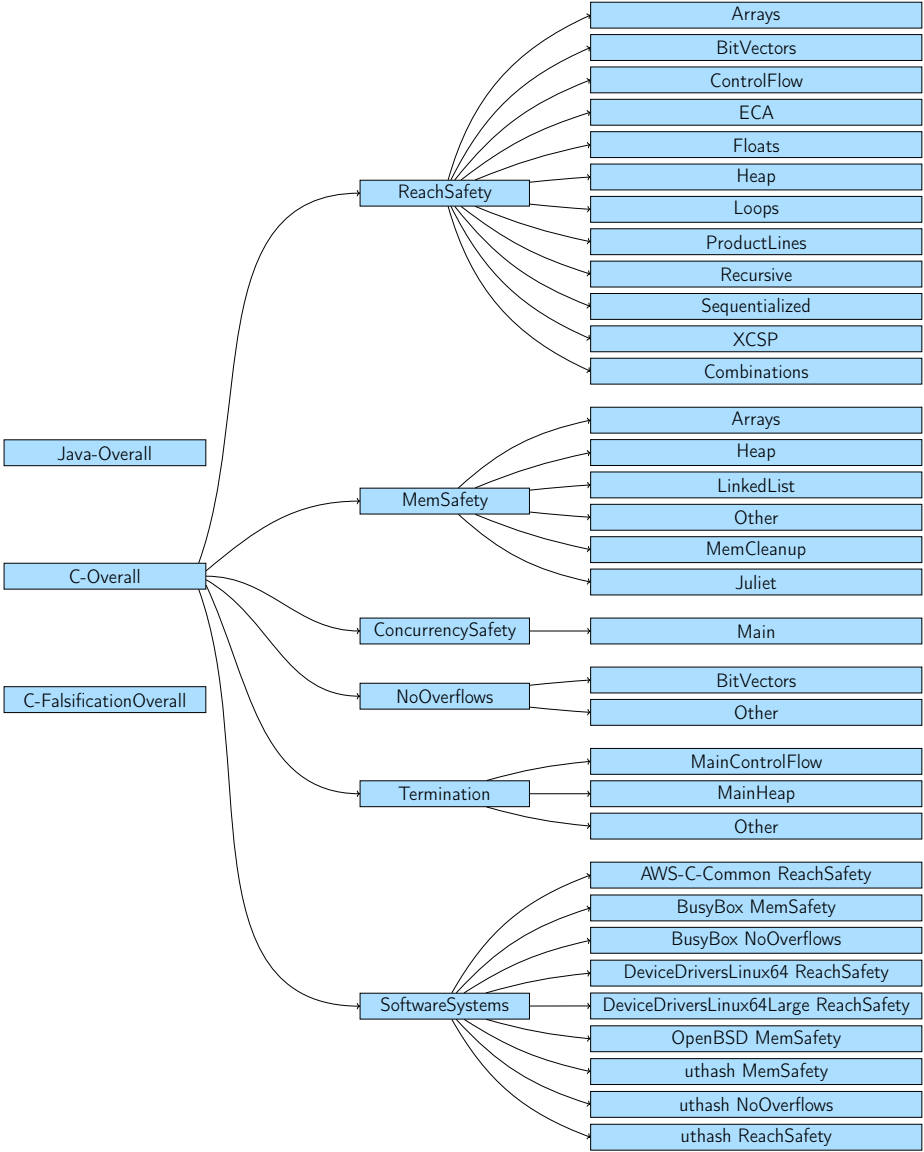 Java-Overall
C-Overall
C-FalsificationOverall
ReachSafety
Arrays
BitVectors
ControlFlow
ECA
Floats
Heap
Loops
ProductLines
Recursive
Sequentialized
XCSP
Combinations
MemSafety
Arrays
Heap
LinkedList
Other
MemCleanup
Juliet
ConcurrencySafety
Main
NoOverflows
BitVectors
Other
Termination
MainControlFlow
MainHeap
Other
SoftwareSystems
AWS-C-Common ReachSafety
BusyBox MemSafety
BusyBox NoOverflows
DeviceDriversLinux64 ReachSafety
DeviceDriversLinux64Large ReachSafety
OpenBSD MemSafety
uthash MemSafety
uthash NoOverflows
uthash ReachSafety